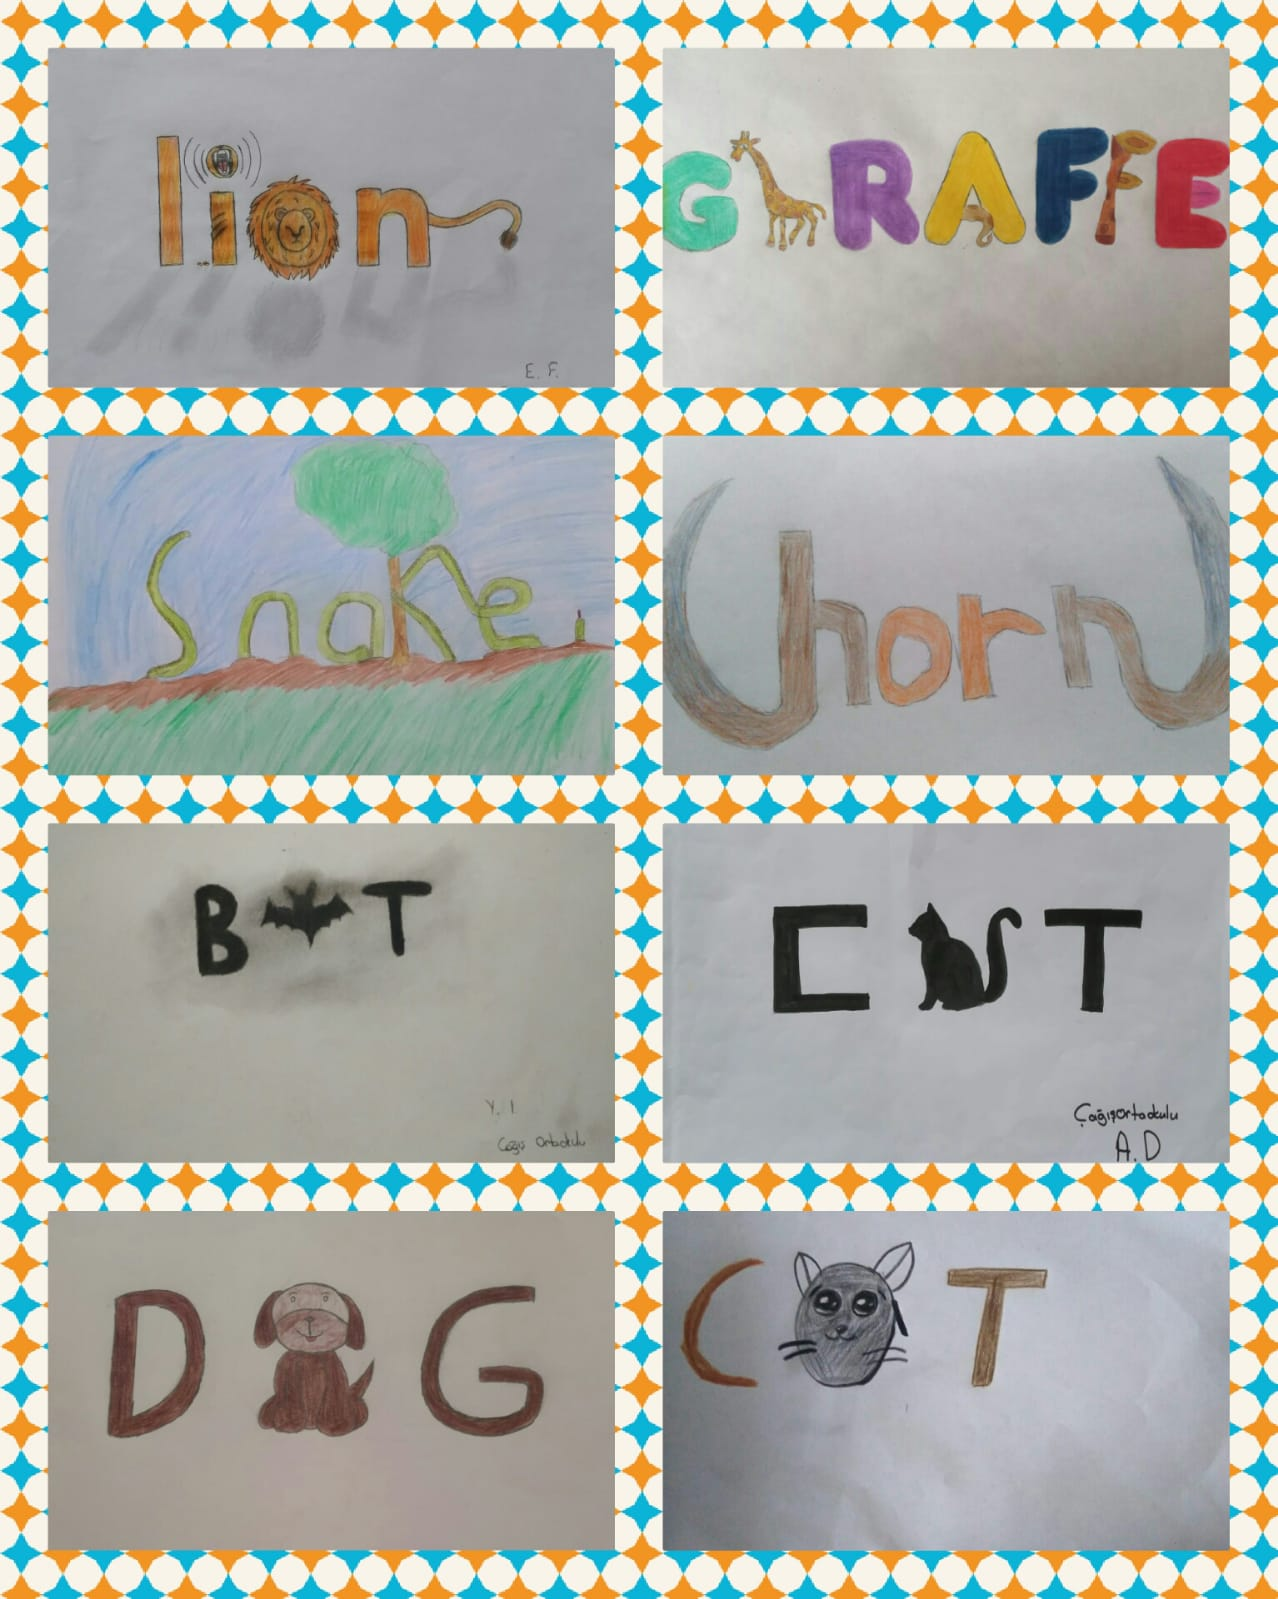 lion
E. F.
GIRAFFE
Snake
horn
BAT
Y. I.
Çağış Ortaokulu
CAT
Çağışortaokulu
A.D
DOG
CAT